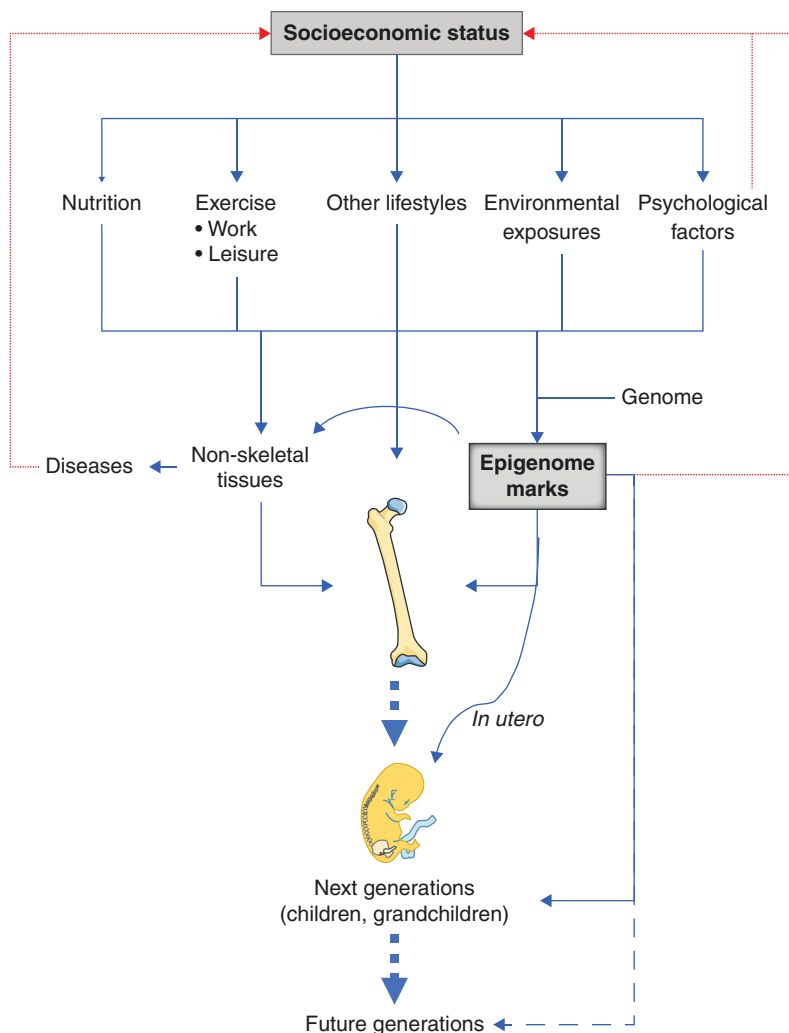 Socioeconomic status
Nutrition
Exercise
• Work
• Leisure
Other lifestyles
Environmental
exposures
Psychological
factors
Genome
Diseases
Non-skeletal
tissues
Epigenome
marks
In utero
Next generations
(children, grandchildren)
Future generations